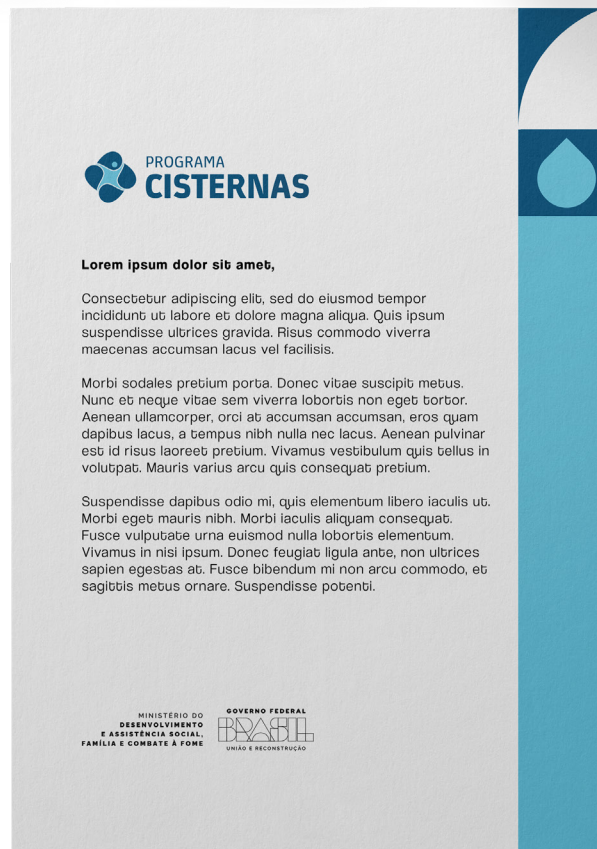 PROGRAMA
CISTERNAS
Lorem ipsum dolor sit amet,
Consectetur adipiscing elit, sed do eiusmod tempor
incididunt ut labore et dolore magna aliqua. Quis ipsum
suspendisse ultrices gravida. Risus commodo viverra
maecenas accumsan lacus vel facilisis.
Morbi sodales pretium porta. Donec vitae suscipit metus.
Nunc et neque vitae sem viverra lobortis non eget tortor.
Aenean ullamcorper, orci at accumsan accumsan, eros quam
dapibus lacus, a tempus nibh nulla nec lacus. Aenean pulvinar
est id risus laoreet pretium. Vivamus vestibulum quis tellus in
volutpat. Mauris varius arcu quis consequat pretium.
Suspendisse dapibus odio mi, quis elementum libero iaculis ut.
Morbi eget mauris nibh. Morbi iaculis aliquam consequat.
Fusce vulputate urna euismod nulla lobortis elementum.
Vivamus in nisi ipsum. Donec feugiat ligula ante, non ultrices
sapien egestas at. Fusce bibendum mi non arcu commodo, et
sagittis metus ornare. Suspendisse potenti.
MINISTÉRIO DO
DESENVOLVIMENTO
E ASSISTÊNCIA SOCIAL,
FAMÍLIA E COMBATE À FOME
GOVERNO FEDERAL
BRASIL
UNIÃO E RECONSTRUÇÃO